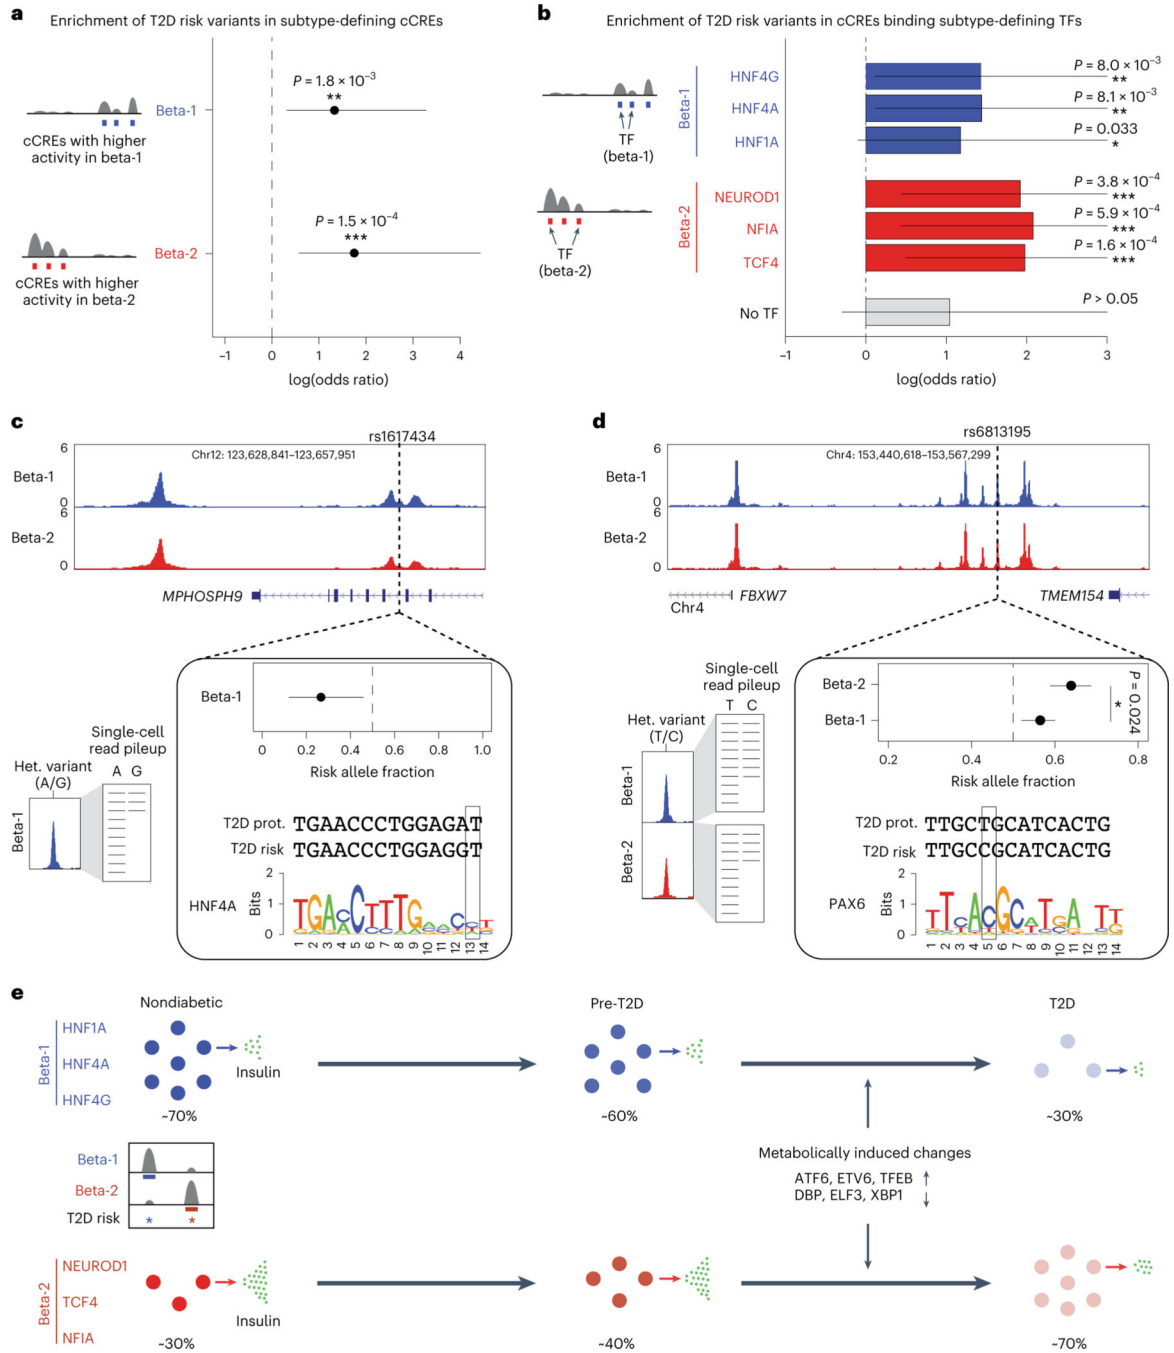 a
Enrichment of T2D risk variants in subtype-defining cCREs
P = 1.8 × 10⁻³
**
Beta-1
cCREs with higher
activity in beta-1
P = 1.5 × 10⁻⁴
***
Beta-2
cCREs with higher
activity in beta-2
–1 0 1 2 3 4
log(odds ratio)
b
Enrichment of T2D risk variants in cCREs binding subtype-defining TFs
TF
(beta-1)
Beta-1
HNF4G
P = 8.0 × 10⁻³
**
HNF4A
P = 8.1 × 10⁻³
**
HNF1A
P = 0.033
*
TF
(beta-2)
Beta-2
NEUROD1
P = 3.8 × 10⁻⁴
***
NFIA
P = 5.9 × 10⁻⁴
***
TCF4
P = 1.6 × 10⁻⁴
***
No TF
P > 0.05
–1 0 1 2 3
log(odds ratio)
c
rs1617434
Chr12: 123,628,841–123,657,951
6
Beta-1
0
6
Beta-2
0
MPHOSPH9
Beta-1
0 0.2 0.4 0.6 0.8 1.0
Risk allele fraction
Single-cell
read pileup
Het. variant
(A/G)
A G
Beta-1
T2D prot. TGAACCCTGGAGAT
T2D risk TGAACCCTGGAGGT
HNF4A
Bits
2
1
0
1 2 3 4 5 6 7 8 9 10 11 12 13 14
d
rs6813195
Chr4: 153,440,618–153,567,299
6
Beta-1
0
6
Beta-2
0
Chr4
FBXW7
TMEM154
Beta-2
Beta-1
P = 0.024
*
0.2 0.4 0.6 0.8
Risk allele fraction
Single-cell
read pileup
Het. variant
(T/C)
T C
Beta-1
Beta-2
T2D prot. TTGCTGCATCACTG
T2D risk TTGCCGCATCACTG
PAX6
Bits
2
1
0
1 2 3 4 5 6 7 8 9 10 11 12 13 14
e
Nondiabetic
Pre-T2D
T2D
Beta-1
HNF1A
HNF4A
HNF4G
Insulin
~70%
~60%
~30%
Beta-1
Beta-2
T2D risk * *
Metabolically induced changes
ATF6, ETV6, TFEB ↑
DBP, ELF3, XBP1 ↓
Beta-2
NEUROD1
TCF4
NFIA
Insulin
~30%
~40%
~70%